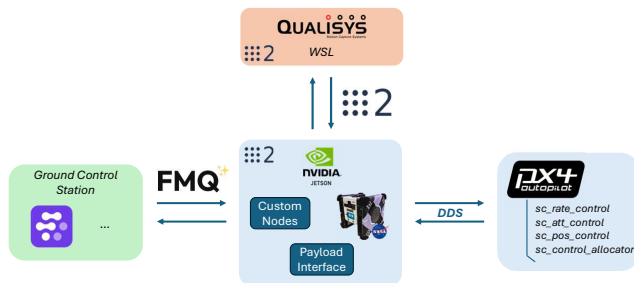 QUALISYS
Motion Capture Systems
WSL
2
2
2
NVIDIA.
JETSON
Custom
Nodes
NASA
Payload
Interface
Ground Control
Station
...
FMQ
DDS
px4
autopilot
sc_rate_control
sc_att_control
sc_pos_control
sc_control_allocator